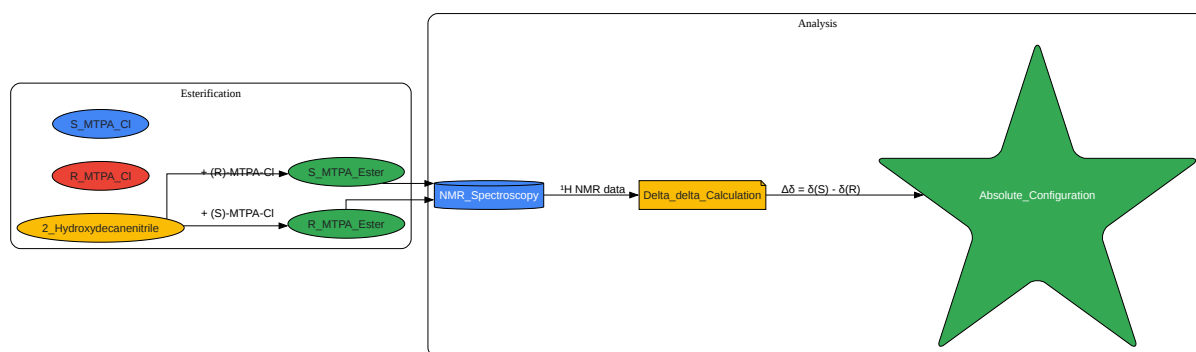 Analysis
Esterification
S_MTPA_Cl
R_MTPA_Cl
+ (R)-MTPA-Cl
S_MTPA_Ester
2_Hydroxydecanenitrile
+ (S)-MTPA-Cl
R_MTPA_Ester
NMR_Spectroscopy
¹H NMR data
Delta_delta_Calculation
Δδ = δ(S) - δ(R)
Absolute_Configuration